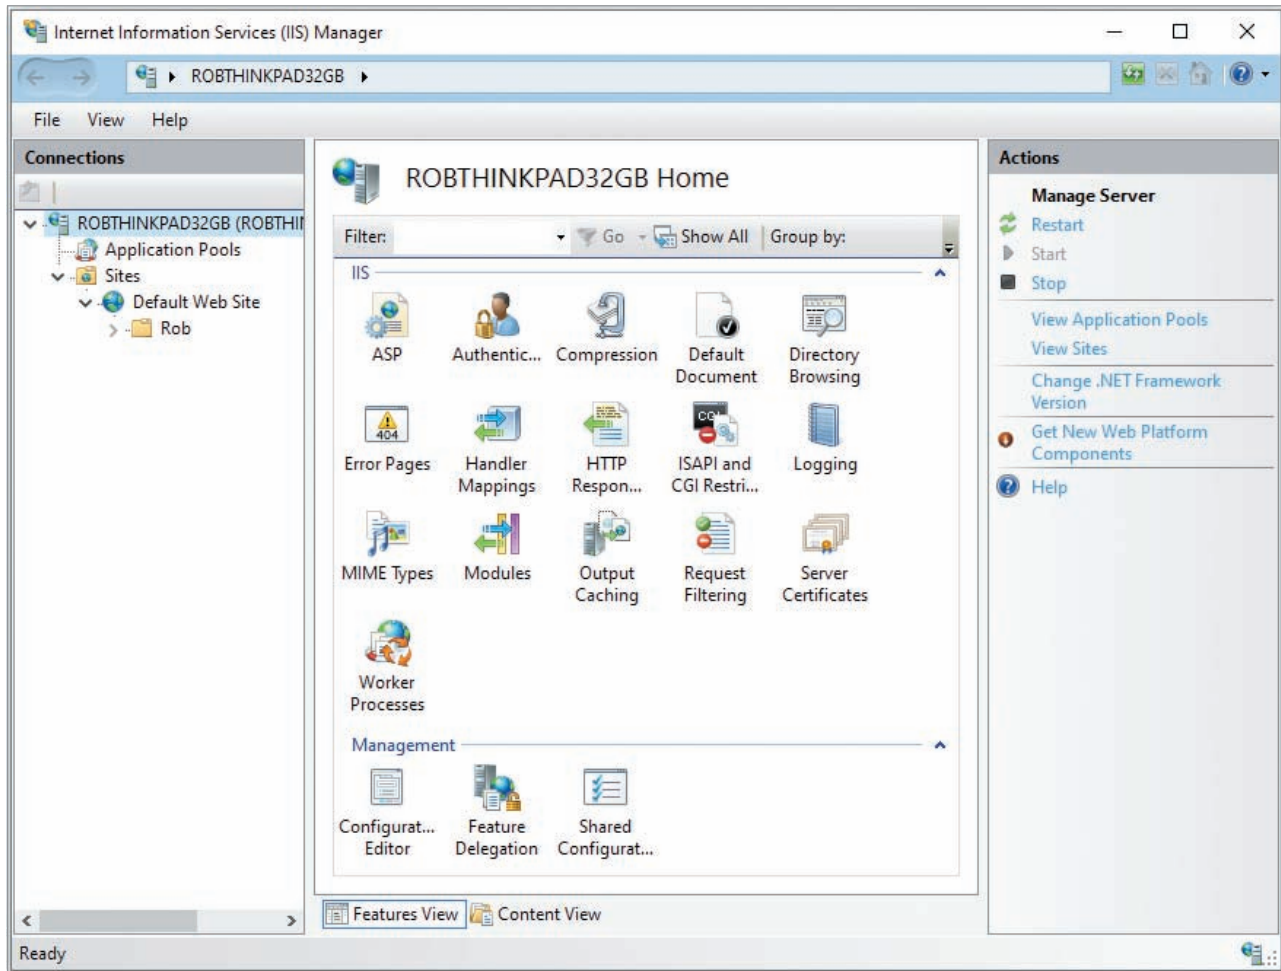 Internet Information Services (IIS) Manager
ROBTHINKPAD32GB
File View Help
Connections
ROBTHINKPAD32GB (ROBTHI
Application Pools
Sites
Default Web Site
Rob
ROBTHINKPAD32GB Home
Filter: Go Show All Group by:
IIS
ASP
Authentic...
Compression
Default
Document
Directory
Browsing
404
Error Pages
Handler
Mappings
HTTP
Respon...
CGI
ISAPI and
CGI Restri...
Logging
MIME Types
Modules
Output
Caching
Request
Filtering
Server
Certificates
Worker
Processes
Management
Configurat...
Editor
Feature
Delegation
Shared
Configurat...
Features View Content View
Actions
Manage Server
Restart
Start
Stop
View Application Pools
View Sites
Change .NET Framework
Version
Get New Web Platform
Components
Help
Ready